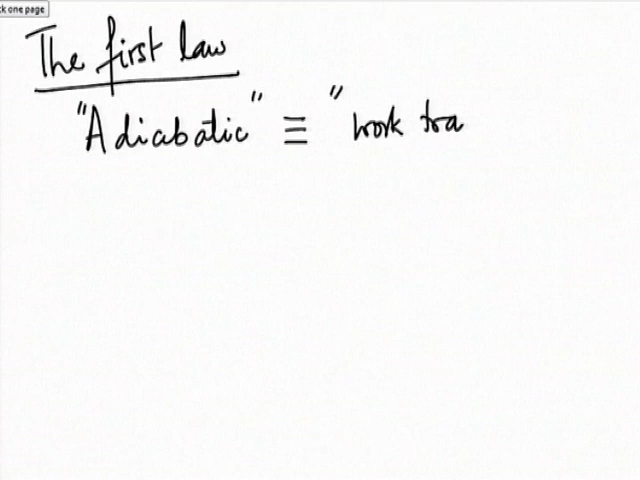 ck one page
The first law
"Adiabatic" ≡ " work tra